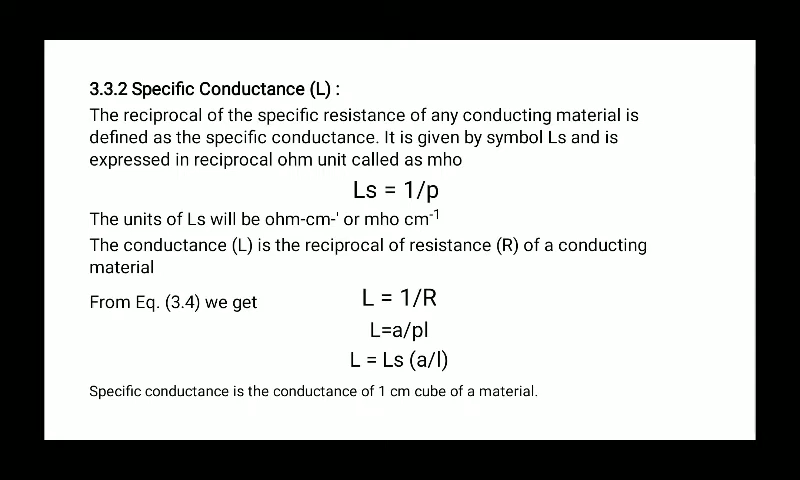 3.3.2 Specific Conductance (L) :
The reciprocal of the specific resistance of any conducting material is
defined as the specific conductance. It is given by symbol Ls and is
expressed in reciprocal ohm unit called as mho
Ls = 1/p
The units of Ls will be ohm-cm-' or mho cm⁻¹
The conductance (L) is the reciprocal of resistance (R) of a conducting
material
From Eq. (3.4) we get L = 1/R
L=a/pl
L = Ls (a/l)
Specific conductance is the conductance of 1 cm cube of a material.